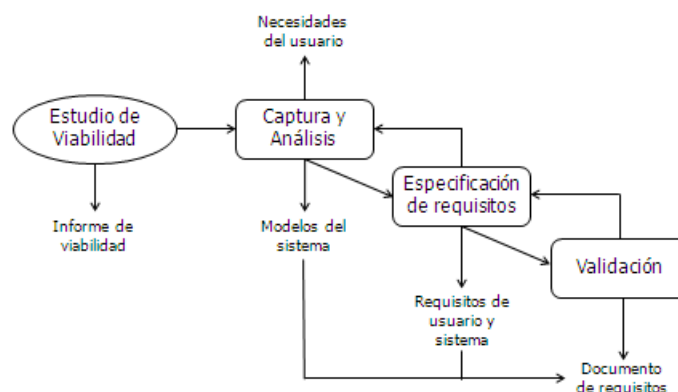 Necesidades
del usuario
Estudio de
Viabilidad
Captura y
Análisis
Especificación
de requisitos
Informe de
viabilidad
Modelos del
sistema
Validación
Requisitos de
usuario y
sistema
Documento
de requisitos